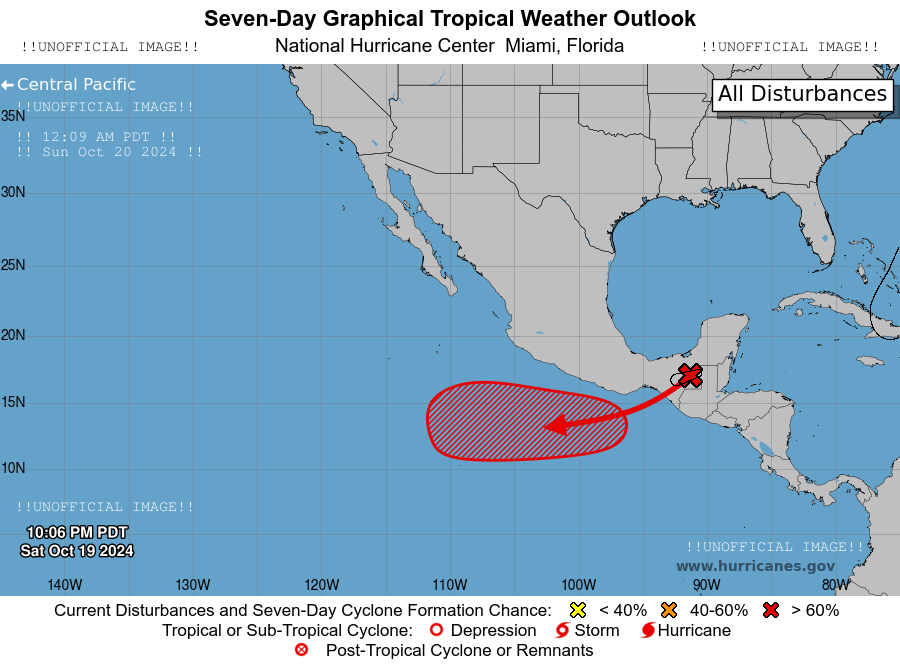 Seven-Day Graphical Tropical Weather Outlook
!!UNOFFICIAL IMAGE!! National Hurricane Center Miami, Florida !!UNOFFICIAL IMAGE!!
Central Pacific
All Disturbances
!!UNOFFICIAL IMAGE!!
35N
!! 12:09 AM PDT !!
!! Sun Oct 20 2024 !!
30N
25N
20N
15N
10N
!!UNOFFICIAL IMAGE!!
10:06 PM PDT
Sat Oct 19 2024
!!UNOFFICIAL IMAGE!!
www.hurricanes.gov
140W 130W 120W 110W 100W 90W 80W
Current Disturbances and Seven-Day Cyclone Formation Chance: < 40% 40-60% > 60%
Tropical or Sub-Tropical Cyclone: Depression Storm Hurricane
Post-Tropical Cyclone or Remnants